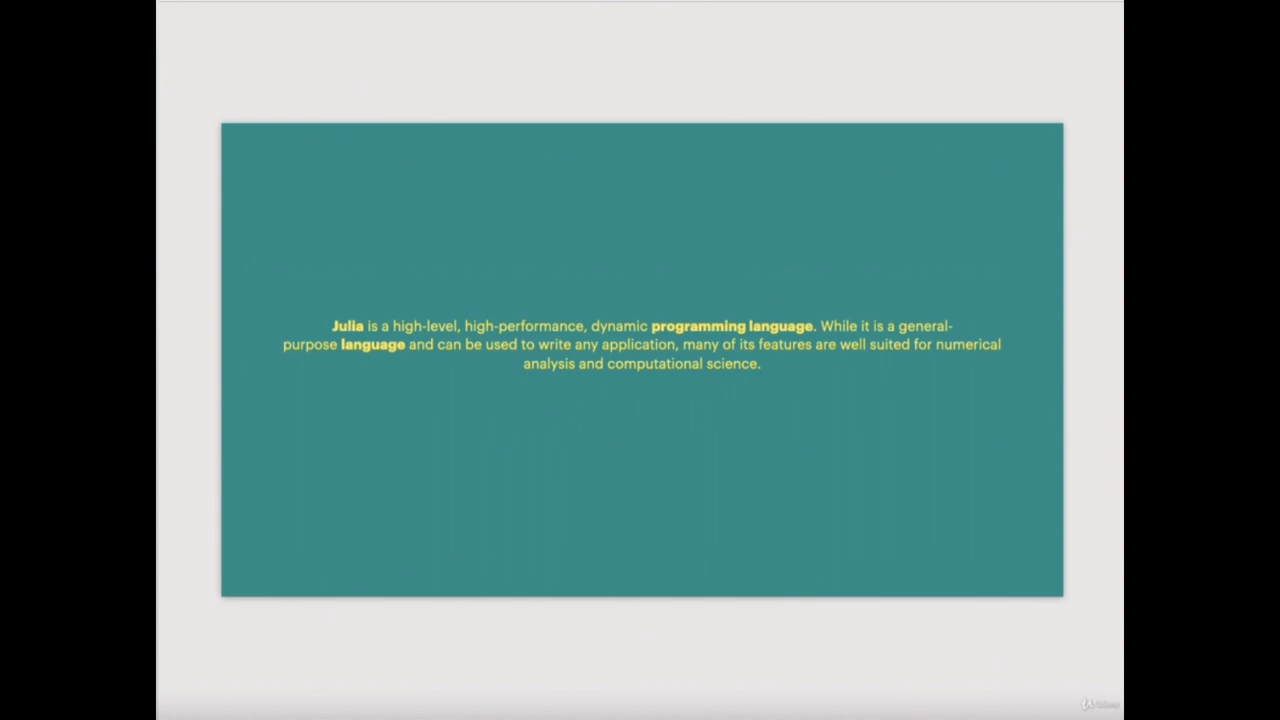 Julia is a high-level, high-performance, dynamic programming language. While it is a general-
purpose language and can be used to write any application, many of its features are well suited for numerical
analysis and computational science.